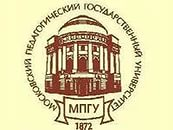 МОСКОВСКИЙ ПЕДАГОГИЧЕСКИЙ ГОСУДАРСТВЕННЫЙ УНИВЕРСИТЕТ
МПГУ
1872